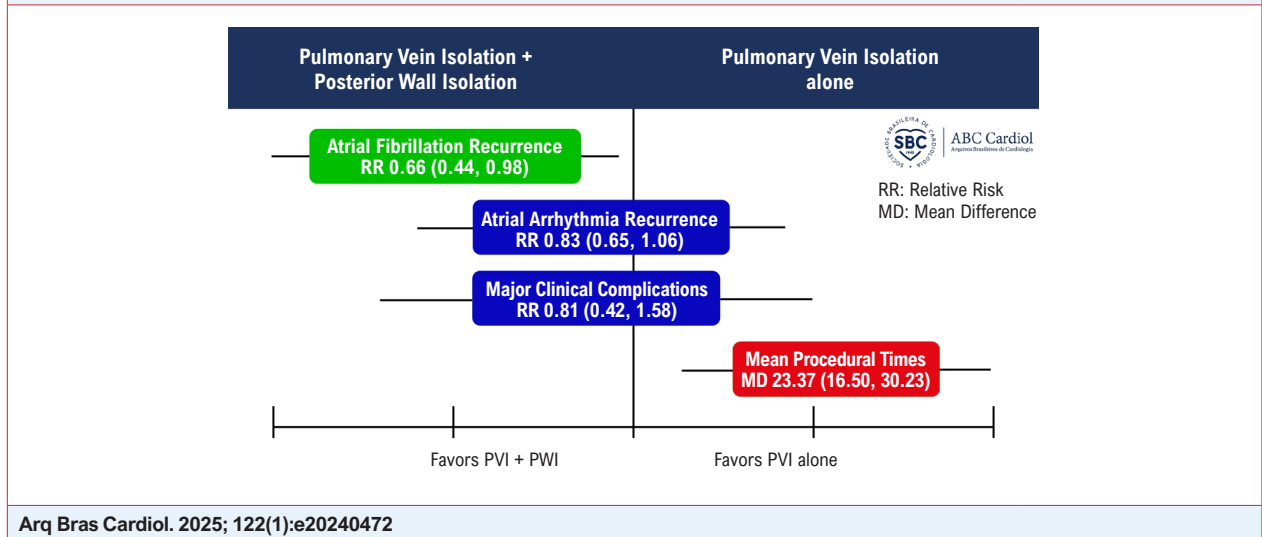 Pulmonary Vein Isolation +
Posterior Wall Isolation
Pulmonary Vein Isolation
alone
Atrial Fibrillation Recurrence
RR 0.66 (0.44, 0.98)
SOCIEDADE BRASILEIRA DE CARDIOLOGIA
SBC
ABC Cardiol
Arquivos Brasileiros de Cardiologia
RR: Relative Risk
MD: Mean Difference
Atrial Arrhythmia Recurrence
RR 0.83 (0.65, 1.06)
Major Clinical Complications
RR 0.81 (0.42, 1.58)
Mean Procedural Times
MD 23.37 (16.50, 30.23)
Favors PVI + PWI
Favors PVI alone
Arq Bras Cardiol. 2025; 122(1):e20240472